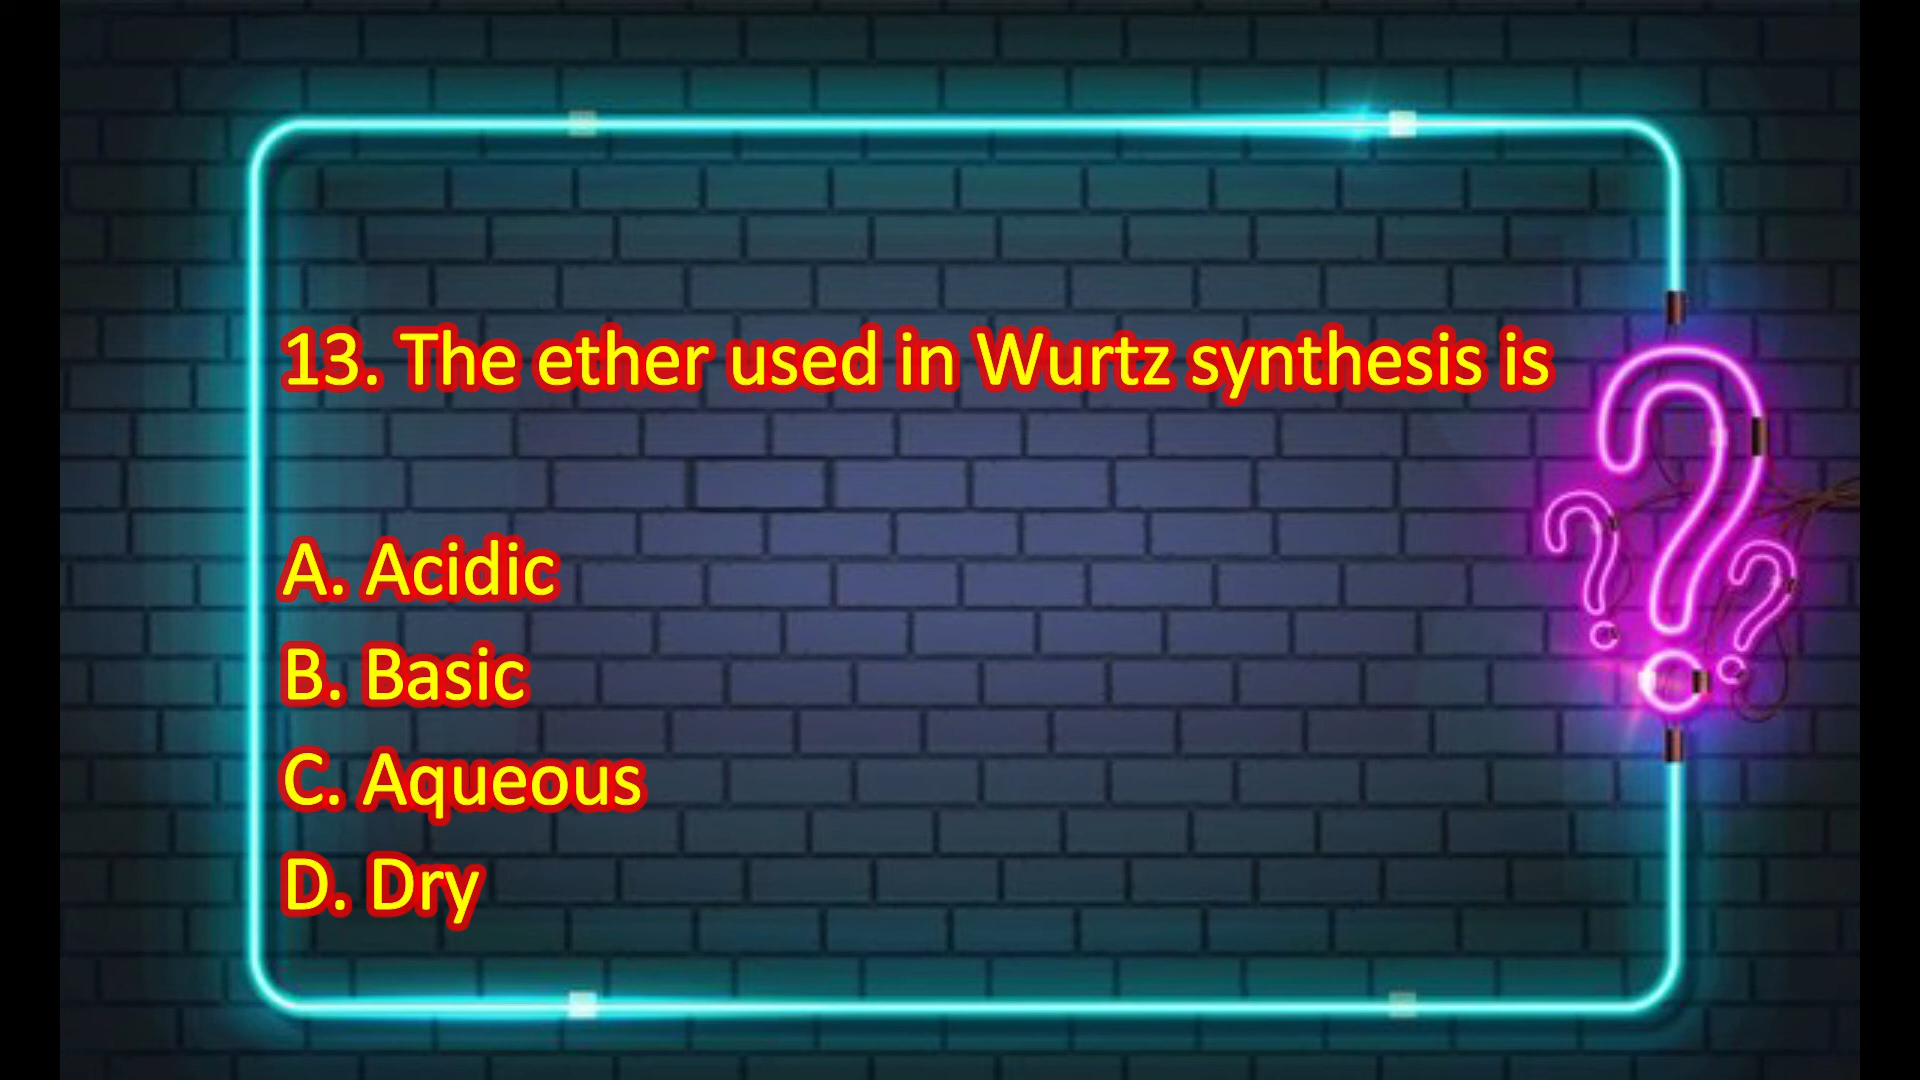 13. The ether used in Wurtz synthesis is
A. Acidic
B. Basic
C. Aqueous
D. Dry